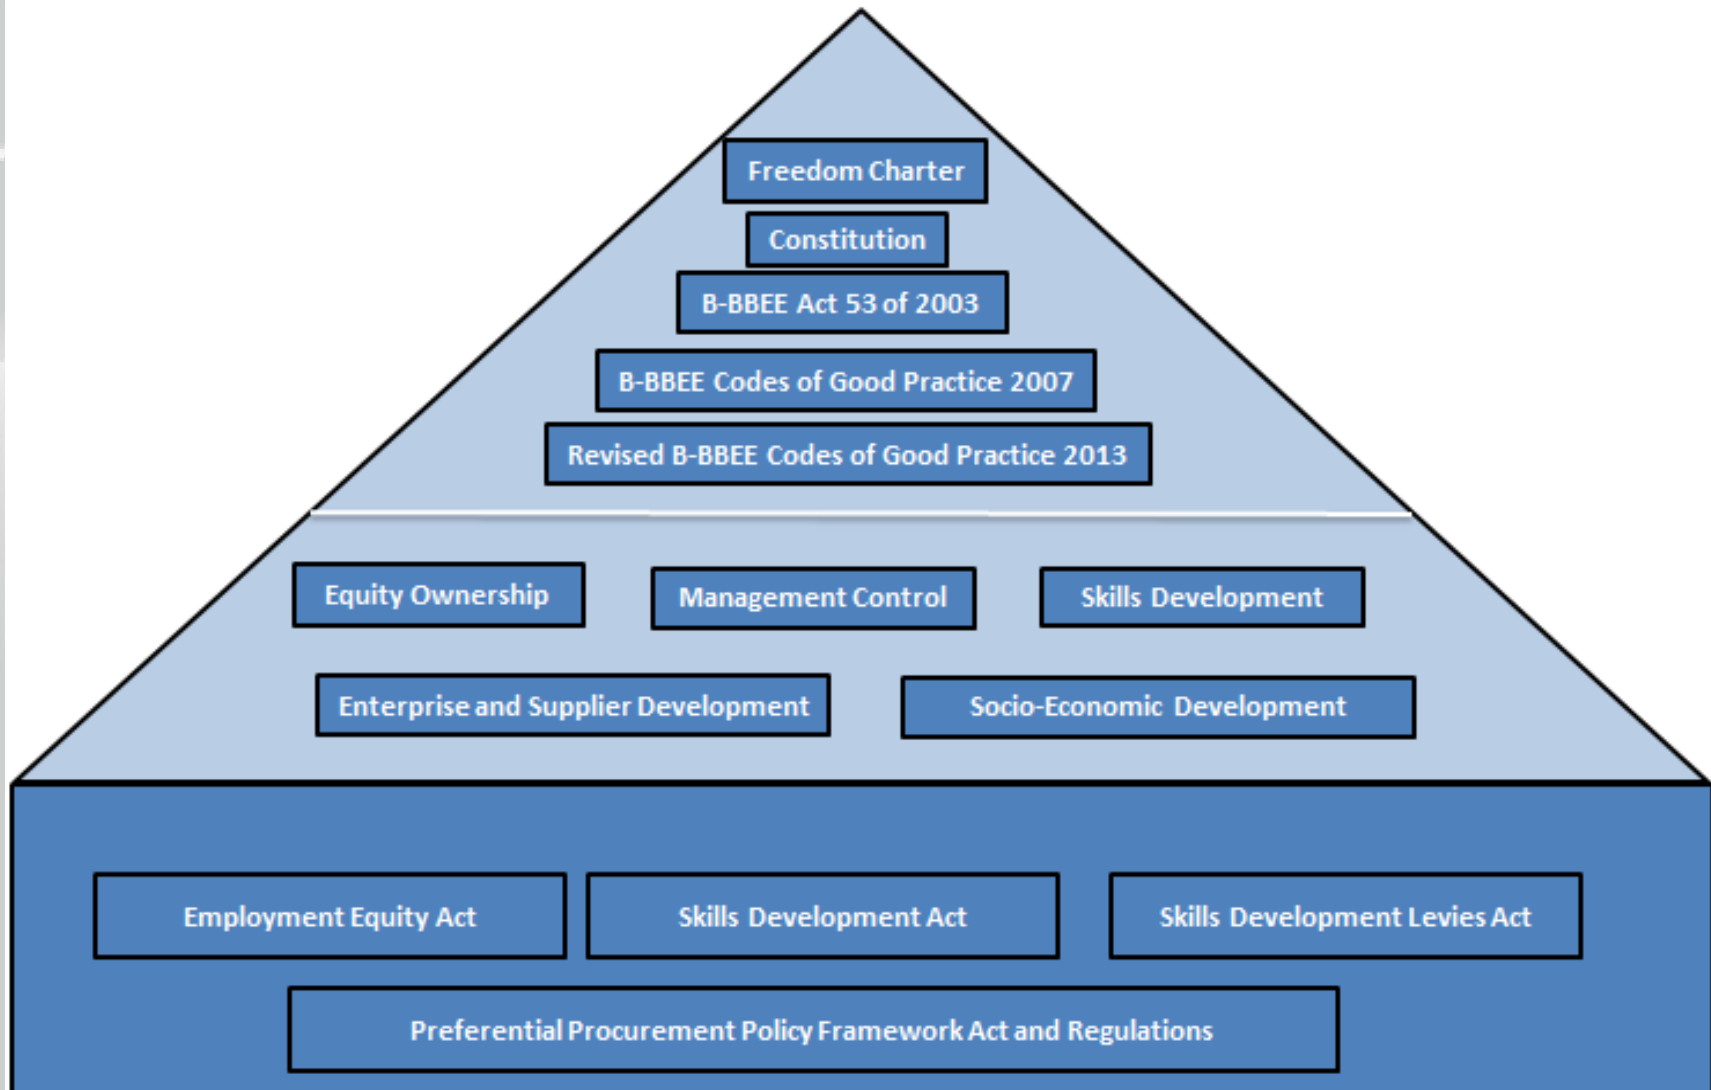 Freedom Charter
Constitution
B-BBEE Act 53 of 2003
B-BBEE Codes of Good Practice 2007
Revised B-BBEE Codes of Good Practice 2013
Equity Ownership
Management Control
Skills Development
Enterprise and Supplier Development
Socio-Economic Development
Employment Equity Act
Skills Development Act
Skills Development Levies Act
Preferential Procurement Policy Framework Act and Regulations